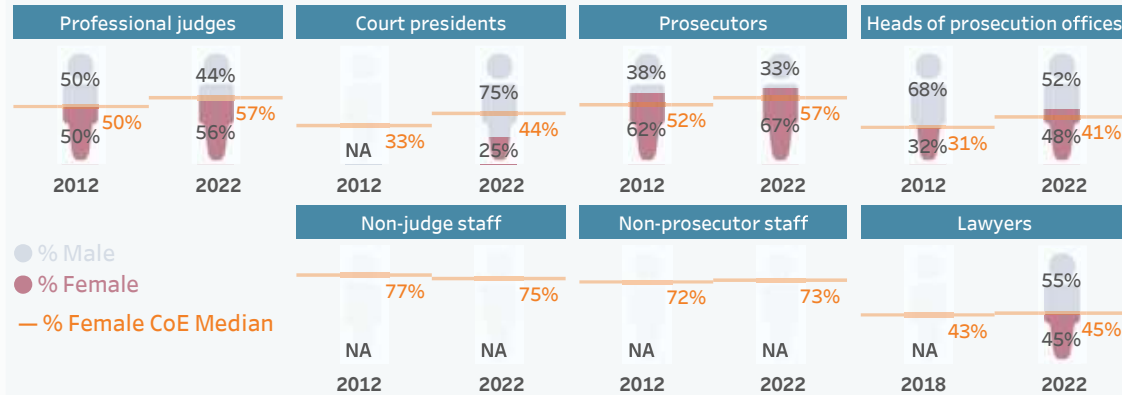 Professional judges
50%
50%
50%
2012
44%
56%
57%
2022
Court presidents
NA
33%
2012
75%
25%
44%
2022
Prosecutors
38%
62%
52%
2012
33%
67%
57%
2022
Heads of prosecution offices
68%
32%
31%
2012
52%
48%
41%
2022
% Male
% Female
% Female CoE Median
Non-judge staff
77%
NA
2012
75%
NA
2022
Non-prosecutor staff
72%
NA
2012
73%
NA
2022
Lawyers
43%
NA
2018
55%
45%
45%
2022